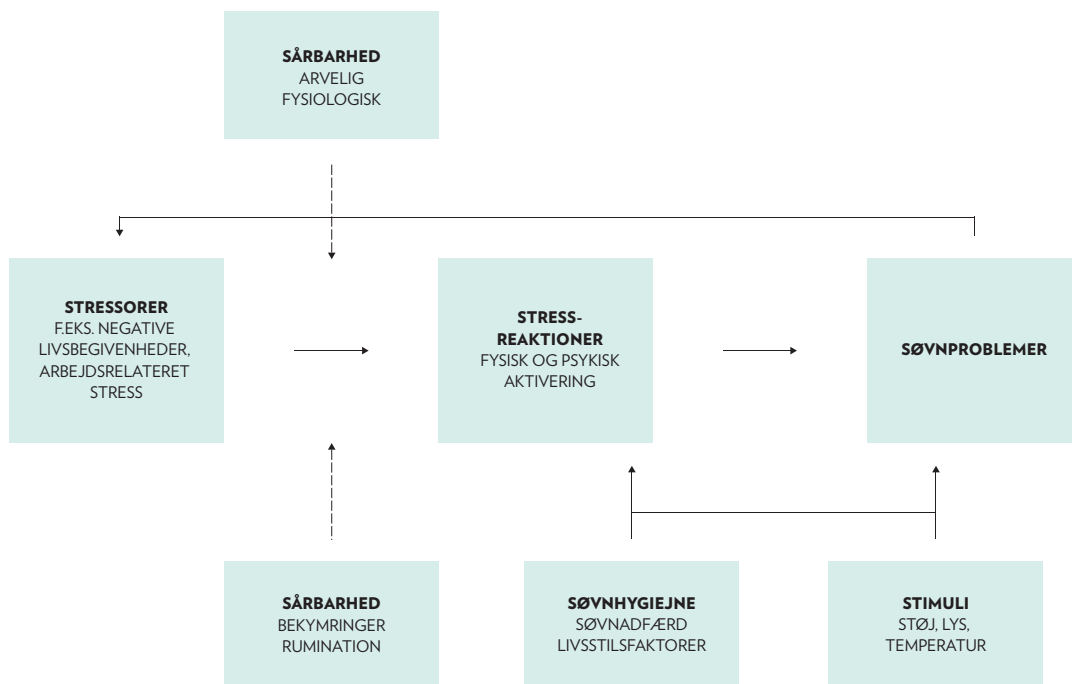 SÅRBARHED
ARVELIG
FYSIOLOGISK
STRESSORER
F.EKS. NEGATIVE
LIVSBEGIVENHEDER,
ARBEJDSRELATERET
STRESS
STRESS-
REAKTIONER
FYSISK OG PSYKISK
AKTIVERING
SØVNPROBLEMER
SÅRBARHED
BEKYMRINGER
RUMINATION
SØVNHYGIEJNE
SØVNADFÆRD
LIVSSTILSFAKTORER
STIMULI
STØJ, LYS,
TEMPERATUR